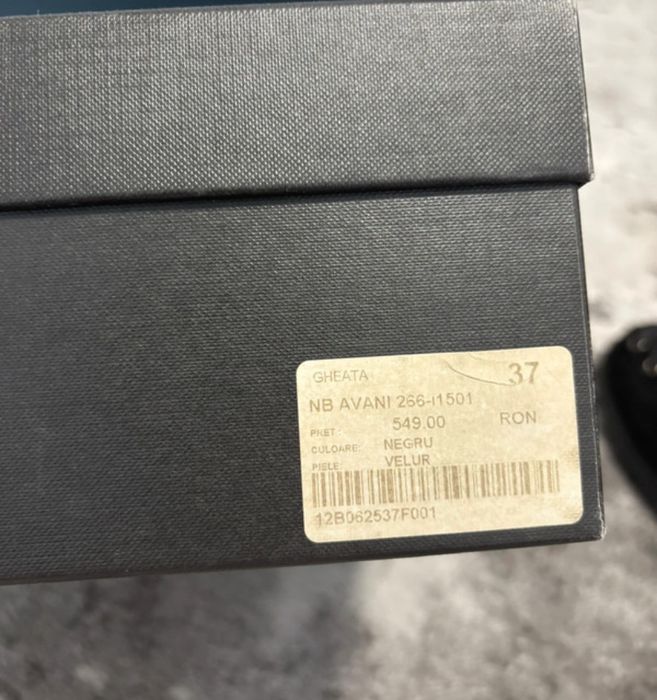 GHEATA 37
NB AVANI 266-I1501
PRET: 549.00 RON
CULOARE: NEGRU
PIELE: VELUR
12B062537F001